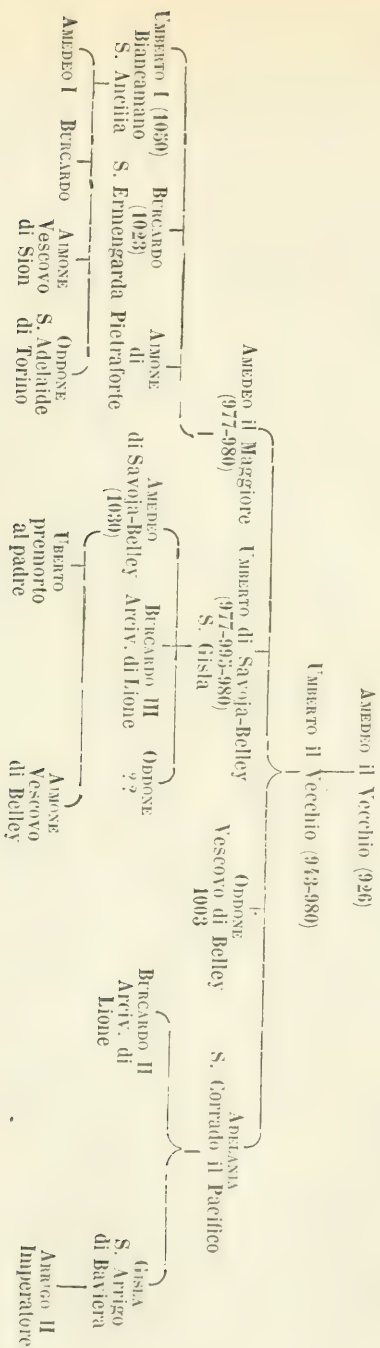 AMEDEO il Vecchio (926)
UMBERTO il Vecchio (943-980)
AMEDEO il Maggiore
(977-980)
UMBERTO di Savoja-Belley
(977-995-980)
S. Gisla
ODDONE
Vescovo di Belley
1003
ADELANIA
S. Corrado il Pacifico
UMBERTO I (1050)
Biancamano
S. Ancilia
BURCARDO
(1023)
S. Ermengarda
AIMONE
di
Pietraforte
AMEDEO
di Savoja-Belley
(1030)
BURCARDO III
Arciv. di Lione
ODDONE
? ?
BURCARDO II
Arciv. di
Lione
GISLA
S. Arrigo
di Baviera
AMEDEO I
BURCARDO
AIMONE
Vescovo
di Sion
ODDONE
S. Adelaide
di Torino
UBERTO
premorto
al padre
AIMONE
Vescovo
di Belley
ARRIGO II
Imperatore